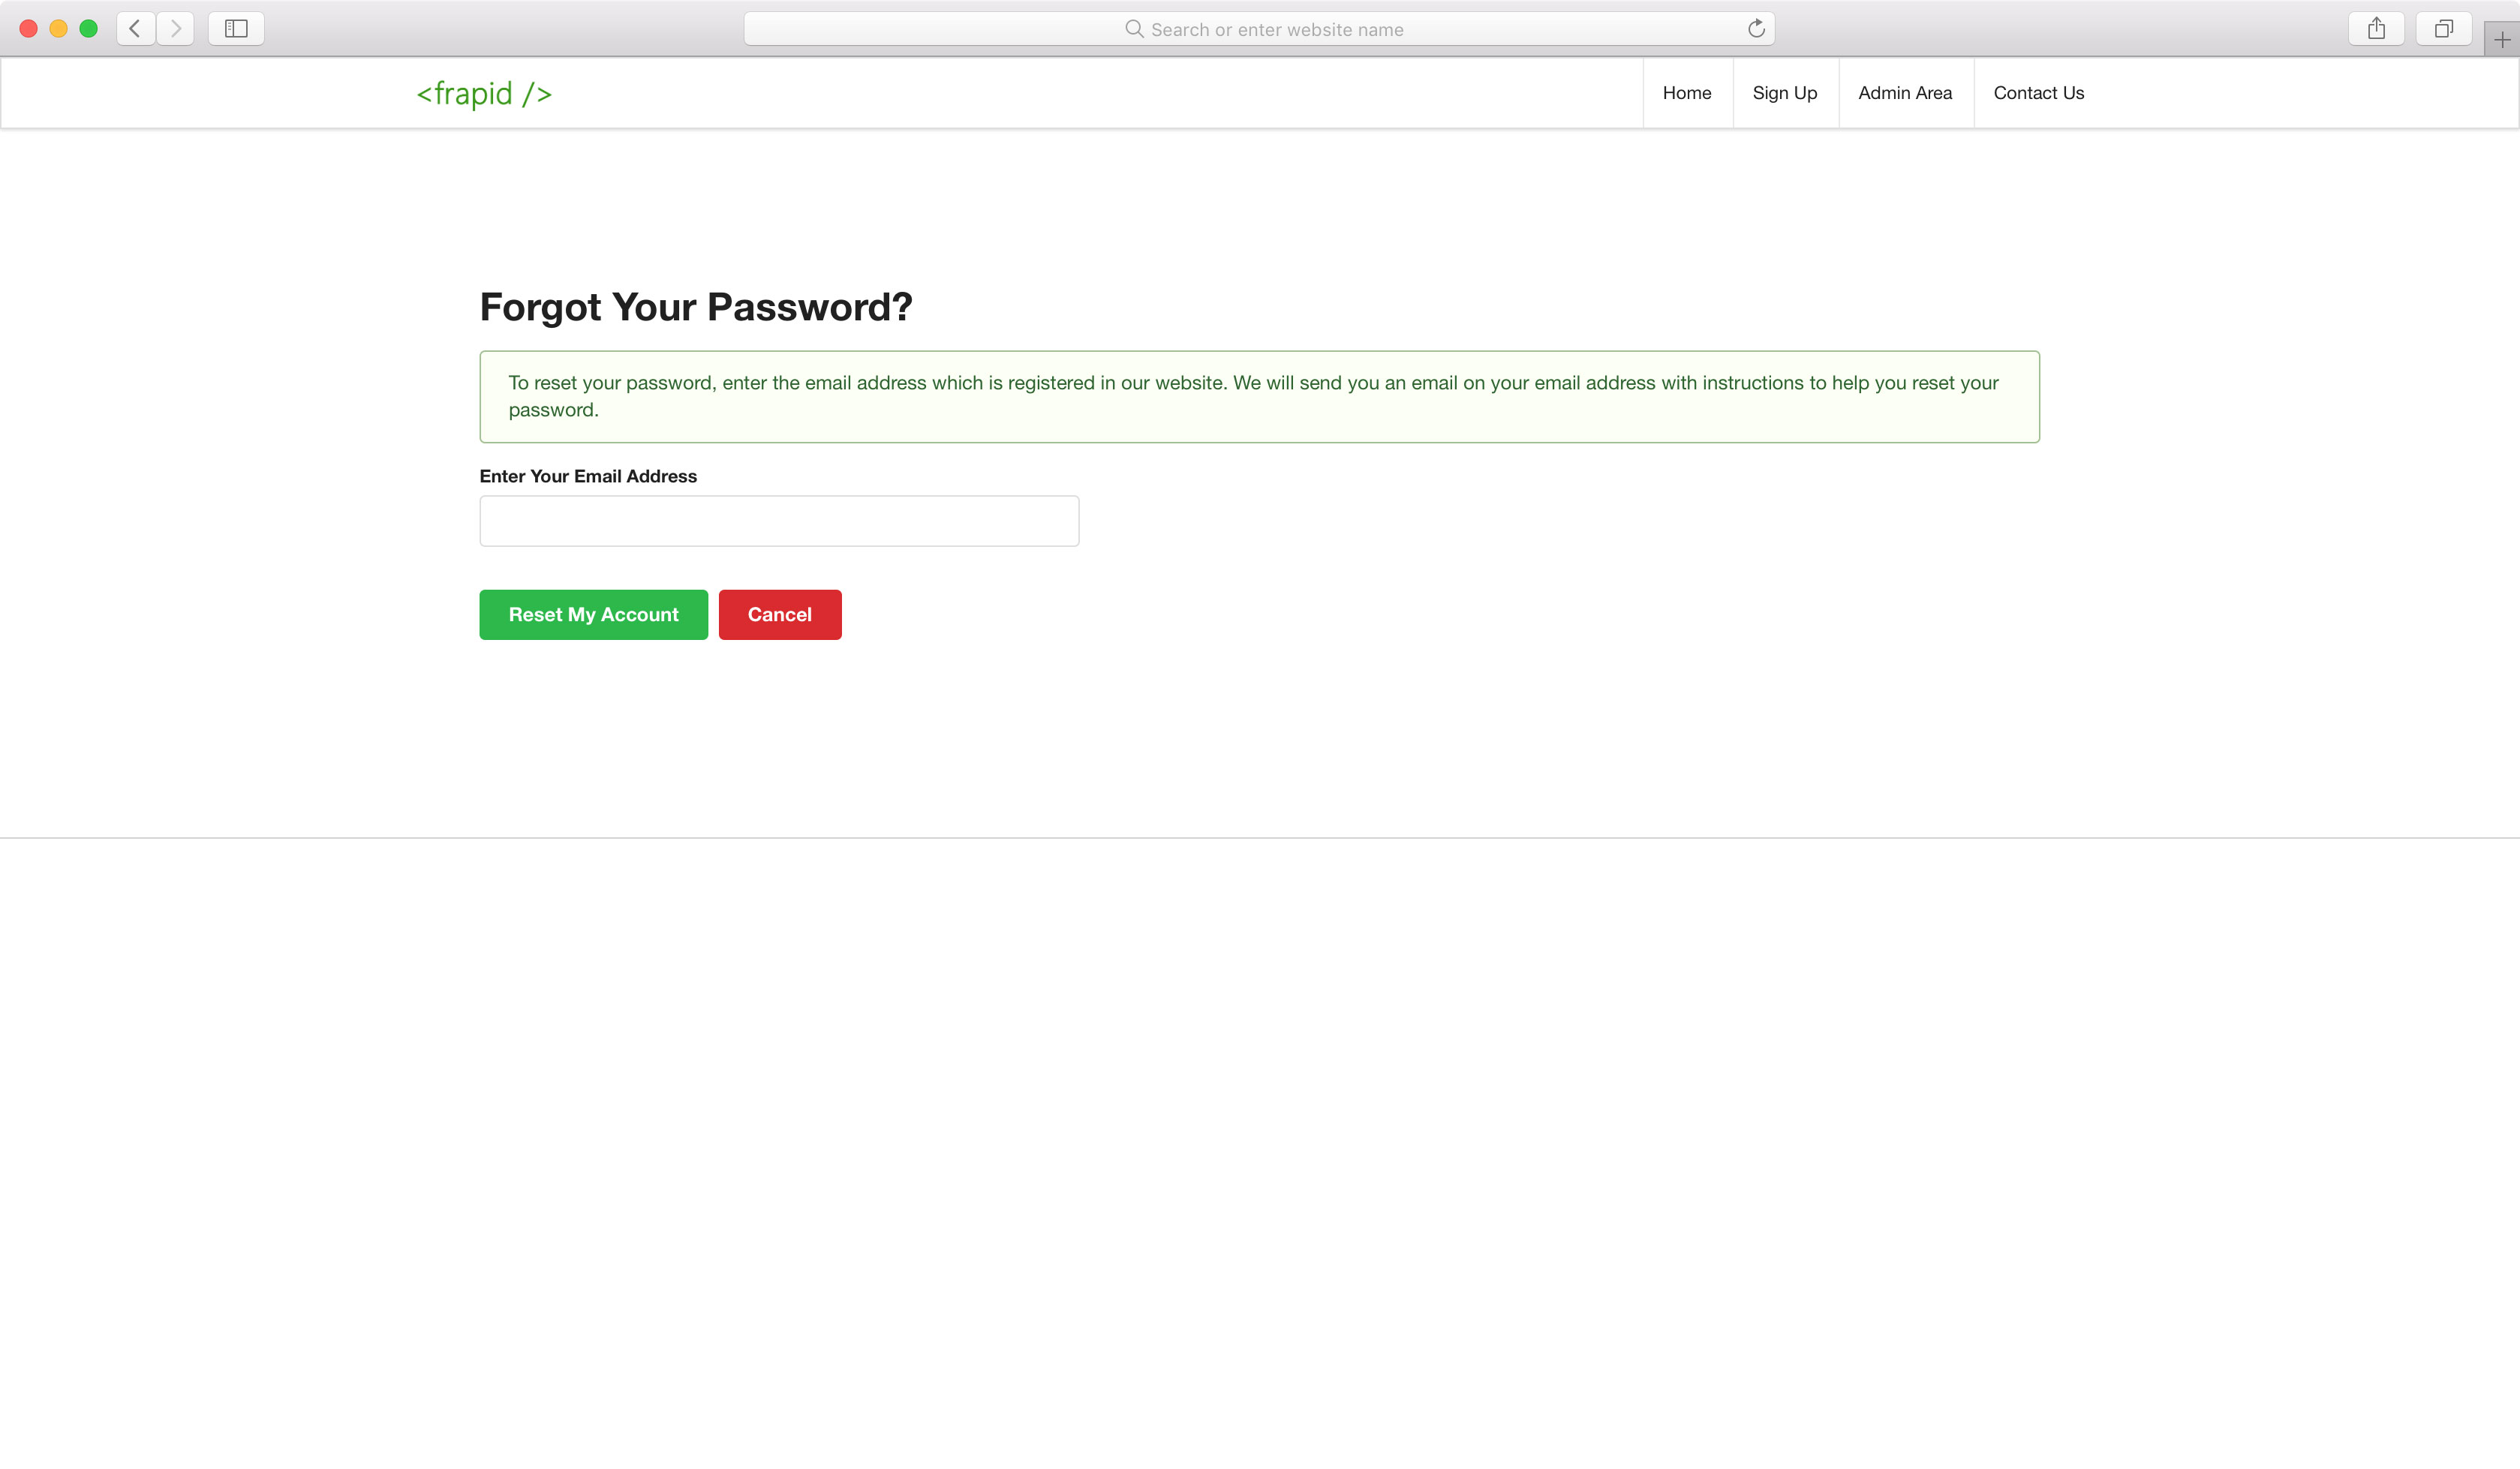 Search or enter website name
<frapid />
Home
Sign Up
Admin Area
Contact Us
Forgot Your Password?
To reset your password, enter the email address which is registered in our website. We will send you an email on your email address with instructions to help you reset your
password.
Enter Your Email Address
Reset My Account
Cancel